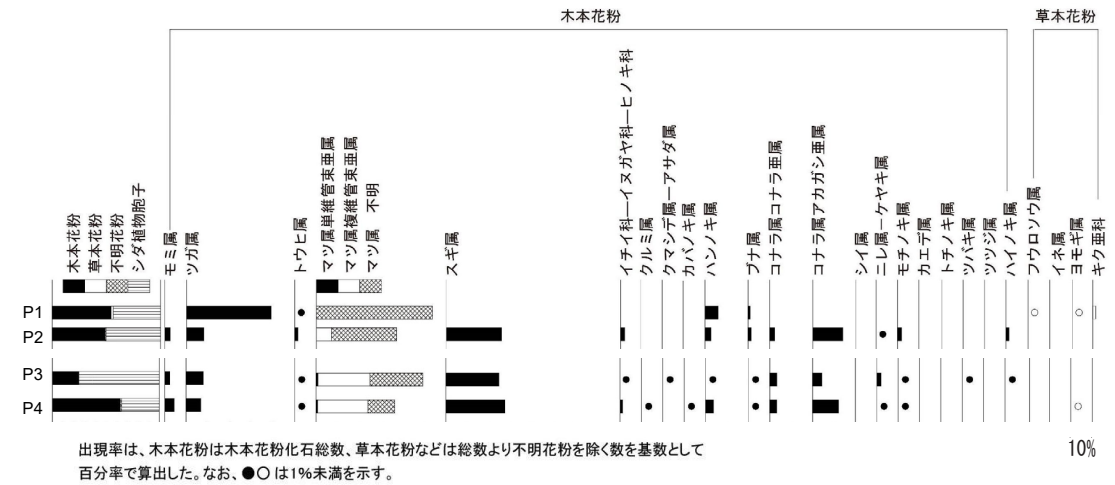 木本花粉
草本花粉
木本花粉
草本花粉
不明花粉
シダ植物胞子
モミ属
ツガ属
トウヒ属
マツ属単維管束亜属
マツ属複維管束亜属
マツ属 不明
スギ属
イチイ科―イヌガヤ科―ヒノキ科
クルミ属
クマシデ属―アサダ属
カバノキ属
ハンノキ属
ブナ属
コナラ属コナラ亜属
コナラ属アカガシ亜属
シイ属
ニレ属―ケヤキ属
モチノキ属
カエデ属
トチノキ属
ツバキ属
ツツジ属
ハイノキ属
フウロソウ属
イネ属
ヨモギ属
キク亜科
P1
P2
P3
P4
出現率は、木本花粉は木本花粉化石総数、草本花粉などは総数より不明花粉を除く数を基数として
百分率で算出した。なお、●○は1%未満を示す。
10%